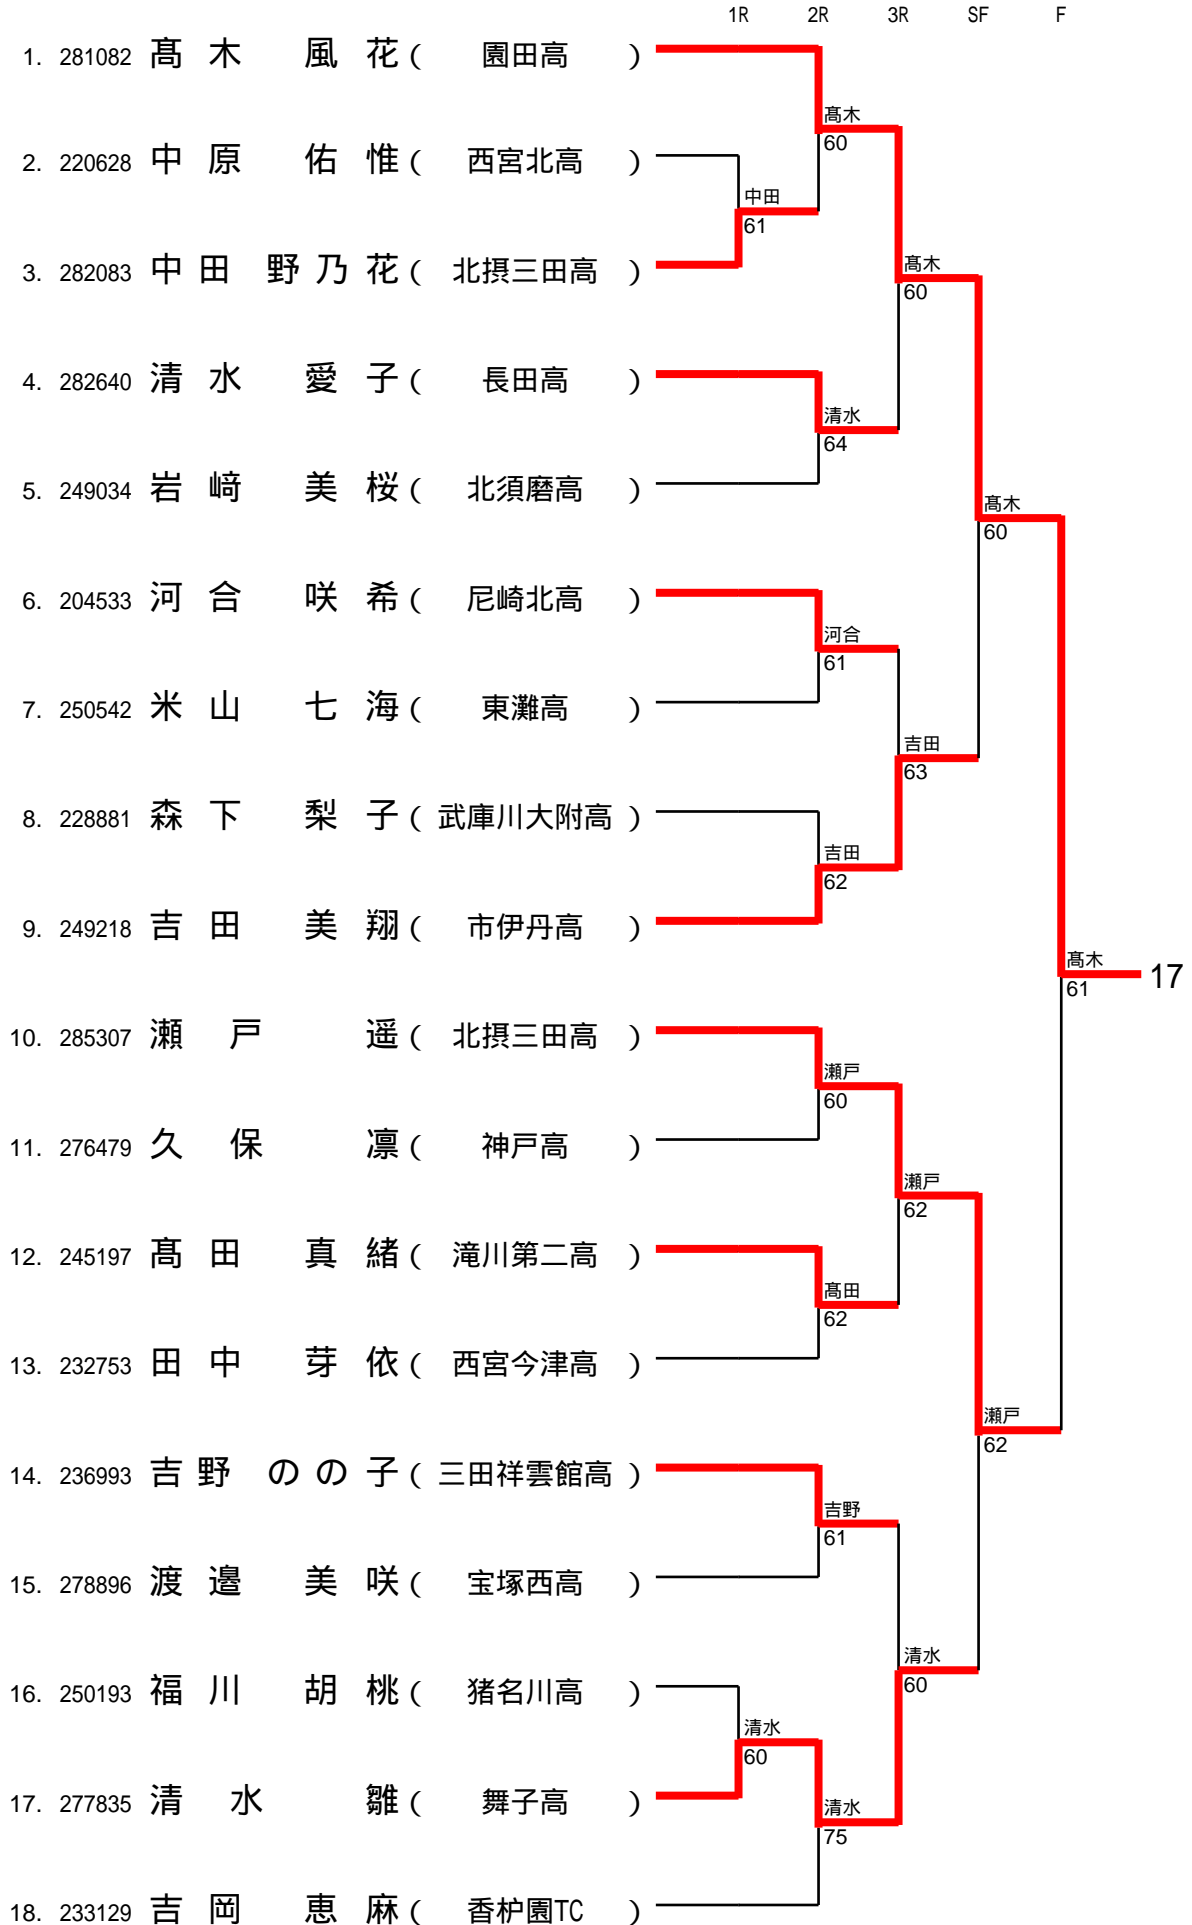 1R 2R 3R SF F
1. 281082 髙木 風花 ( 園田高 )
髙木
60
2. 220628 中原 佑惟 ( 西宮北高 )
中田
61
3. 282083 中田 野乃花 ( 北摂三田高 )
髙木
60
4. 282640 清水 愛子 ( 長田高 )
清水
64
5. 249034 岩﨑 美桜 ( 北須磨高 )
髙木
60
6. 204533 河合 咲希 ( 尼崎北高 )
河合
61
7. 250542 米山 七海 ( 東灘高 )
吉田
63
8. 228881 森下 梨子 ( 武庫川大附高 )
吉田
62
9. 249218 吉田 美翔 ( 市伊丹高 )
髙木
61
17
10. 285307 瀬戸 遥 ( 北摂三田高 )
瀬戸
60
11. 276479 久保 凛 ( 神戸高 )
瀬戸
62
12. 245197 髙田 真緒 ( 滝川第二高 )
髙田
62
13. 232753 田中 芽依 ( 西宮今津高 )
瀬戸
62
14. 236993 吉野 のの子 ( 三田祥雲館高 )
吉野
61
15. 278896 渡邉 美咲 ( 宝塚西高 )
清水
60
16. 250193 福川 胡桃 ( 猪名川高 )
清水
60
17. 277835 清水 雛 ( 舞子高 )
清水
75
18. 233129 吉岡 恵麻 ( 香枦園TC )